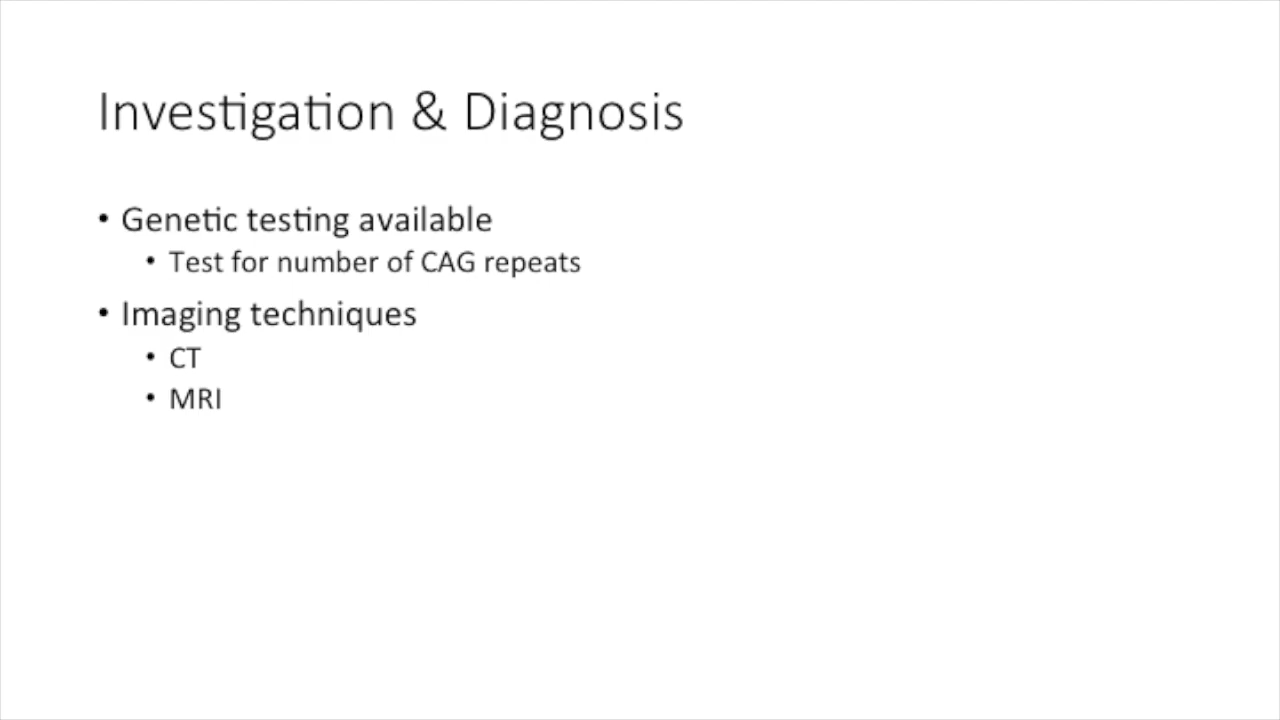 Investigation & Diagnosis
• Genetic testing available
• Test for number of CAG repeats
• Imaging techniques
• CT
• MRI